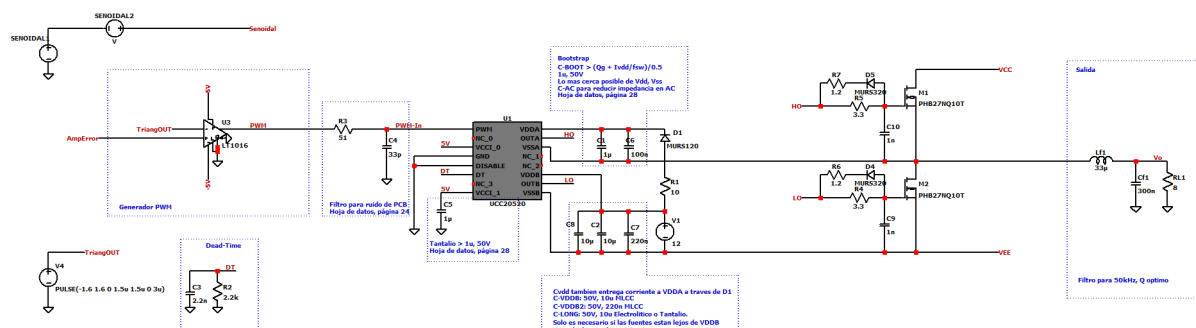 SENOIDAL2
V
Senoidal
SENOIDAL1
5V
U3
TriangOUT
PWM
AmpError
LT1016
-5V
Generador PWM
R3
51
PWM-In
C4
33p
Filtro para ruido de PCB
Hoja de datos, página 24
U1
PWM
NC_0
VCCI_0
GND
DISABLE
DT
NC_3
VCCI_1
VDDA
OUTA
VSSA
NC_1
NC_2
VDDB
OUTB
VSSB
UCC20520
5V
DT
5V
HO
LO
C5
1µ
Tantalio > 1u, 50V
Hoja de datos, página 28
Bootstrap
C-BOOT > (Qg + Ivdd/fsw)/0.5
1u, 50V
Lo mas cerca posible de Vdd, Vss
C-AC para reducir impedancia en AC
Hoja de datos, página 28
C1
1µ
C6
100n
D1
MURS120
R1
10
V1
12
C8
10µ
C2
10µ
C7
220n
Cvdd tambien entrega corriente a VDDA a traves de D1
C-VDDB: 50V, 10u MLCC
C-VDDB2: 50V, 220n MLCC
C-LONG: 50V, 10u Electrolitico o Tantalio.
Solo es necesario si las fuentes estan lejos de VDDB
R7
1.2
D5
MURS320
HO
R5
3.3
M1
PHB27NQ10T
C10
1n
VCC
R6
1.2
D4
MURS320
LO
R4
3.3
M2
PHB27NQ10T
C9
1n
VEE
Salida
Lf1
33µ
Vo
Cf1
300n
RL1
8
Filtro para 50kHz, Q optimo
TriangOUT
V4
PULSE(-1.6 1.6 0 1.5u 1.5u 0 3u)
Dead-Time
DT
C3
2.2n
R2
2.2k